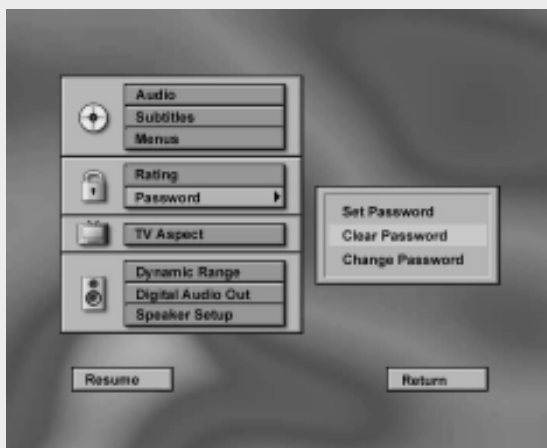 Audio
Subtitles
Menus
Rating
Password
TV Aspect
Dynamic Range
Digital Audio Out
Speaker Setup
Set Password
Clear Password
Change Password
Resume
Return